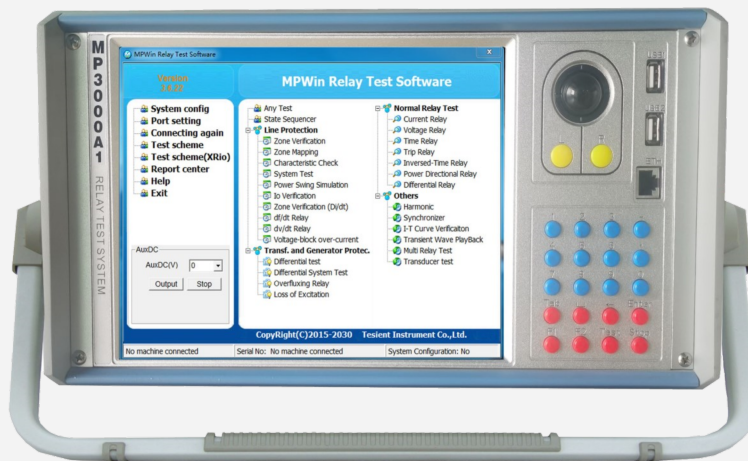 MP3000A1
RELAY TEST SYSTEM
MPWin Relay Test Software
Version
MPWin Relay Test Software
System config
Port setting
Connecting again
Test scheme
Test scheme(XRio)
Report center
Help
Exit
AuxDC
AuxDC(V) 0
Output Stop
Any Test
State Sequencer
Line Protection
Zone Verification
Zone Mapping
Characteristic Check
System Test
Power Swing Simulation
Io Verification
Zone Verification (Di/dt)
df/dt Relay
dv/dt Relay
Voltage-block over-current
Transf. and Generator Protec.
Differential test
Differential System Test
Overfluxing Relay
Loss of Excitation
Normal Relay Test
Current Relay
Voltage Relay
Time Relay
Trip Relay
Inversed-Time Relay
Power Directional Relay
Differential Relay
Others
Harmonic
Synchronizer
I-T Curve Verificaiton
Transient Wave PlayBack
Multi Relay Test
Transducer test
CopyRight(C)2015-2030 Tesient Instrument Co.,Ltd.
No machine connected
Serial No: No machine connected
System Configuration: No